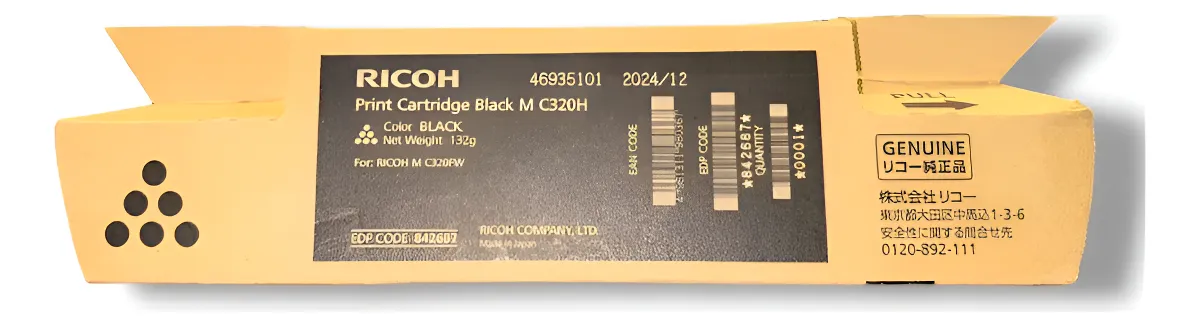 RICOH 46935101 2024/12
Print Cartridge Black M C320H
Color BLACK
Net Weight 132g
For: RICOH M C320FW
EDP CODE
RICOH COMPANY, LTD.
Made in Japan
EAN CODE
EDP CODE
*842687*
QUANTITY
*0001*
PULL
GENUINE
リコー純正品
株式会社リコー
東京都大田区中馬込1-3-6
安全性に関する問合せ先
0120-892-111